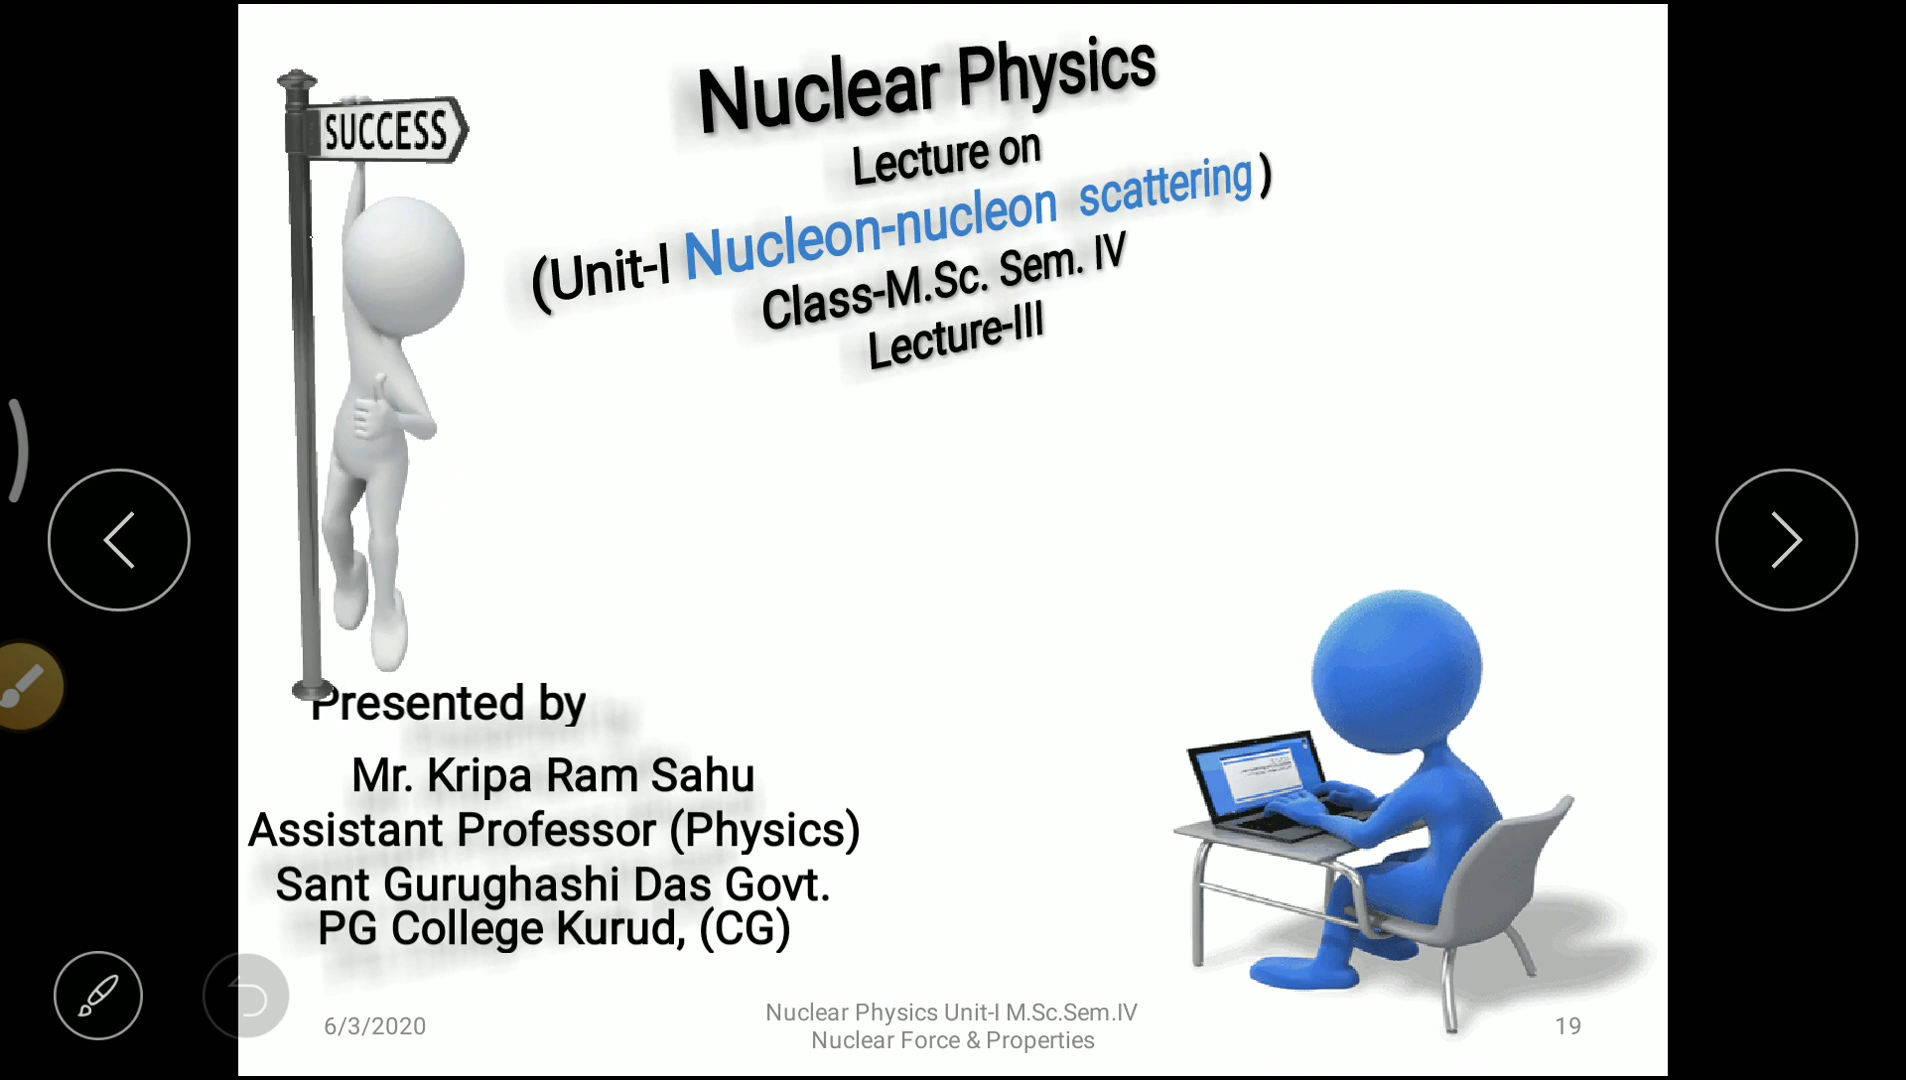 SUCCESS
Nuclear Physics
Lecture on
(Unit-I Nucleon-nucleon scattering)
Class-M.Sc. Sem. IV
Lecture-III
Presented by
Mr. Kripa Ram Sahu
Assistant Professor (Physics)
Sant Gurughashi Das Govt.
PG College Kurud, (CG)
6/3/2020
Nuclear Physics Unit-I M.Sc.Sem.IV
Nuclear Force & Properties
19